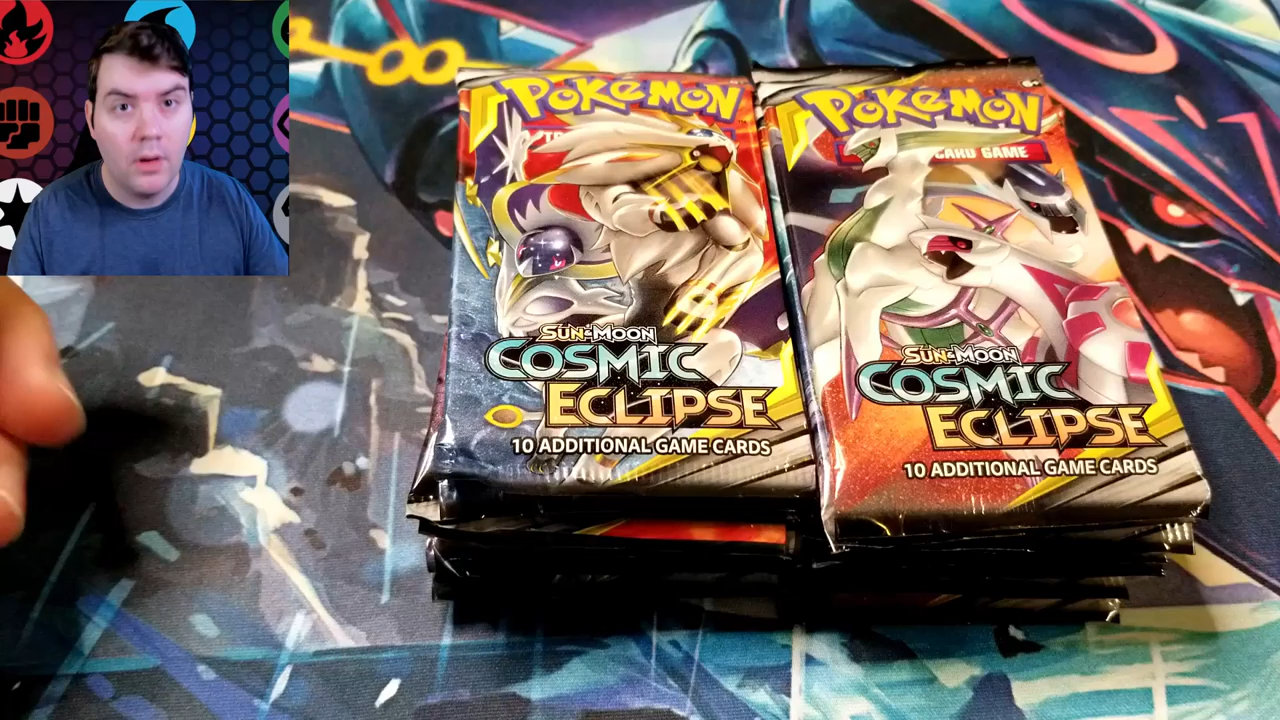 POKéMON
SUN & MOON
COSMIC
ECLIPSE
10 ADDITIONAL GAME CARDS
POKéMON
CARD GAME
SUN & MOON
COSMIC
ECLIPSE
10 ADDITIONAL GAME CARDS